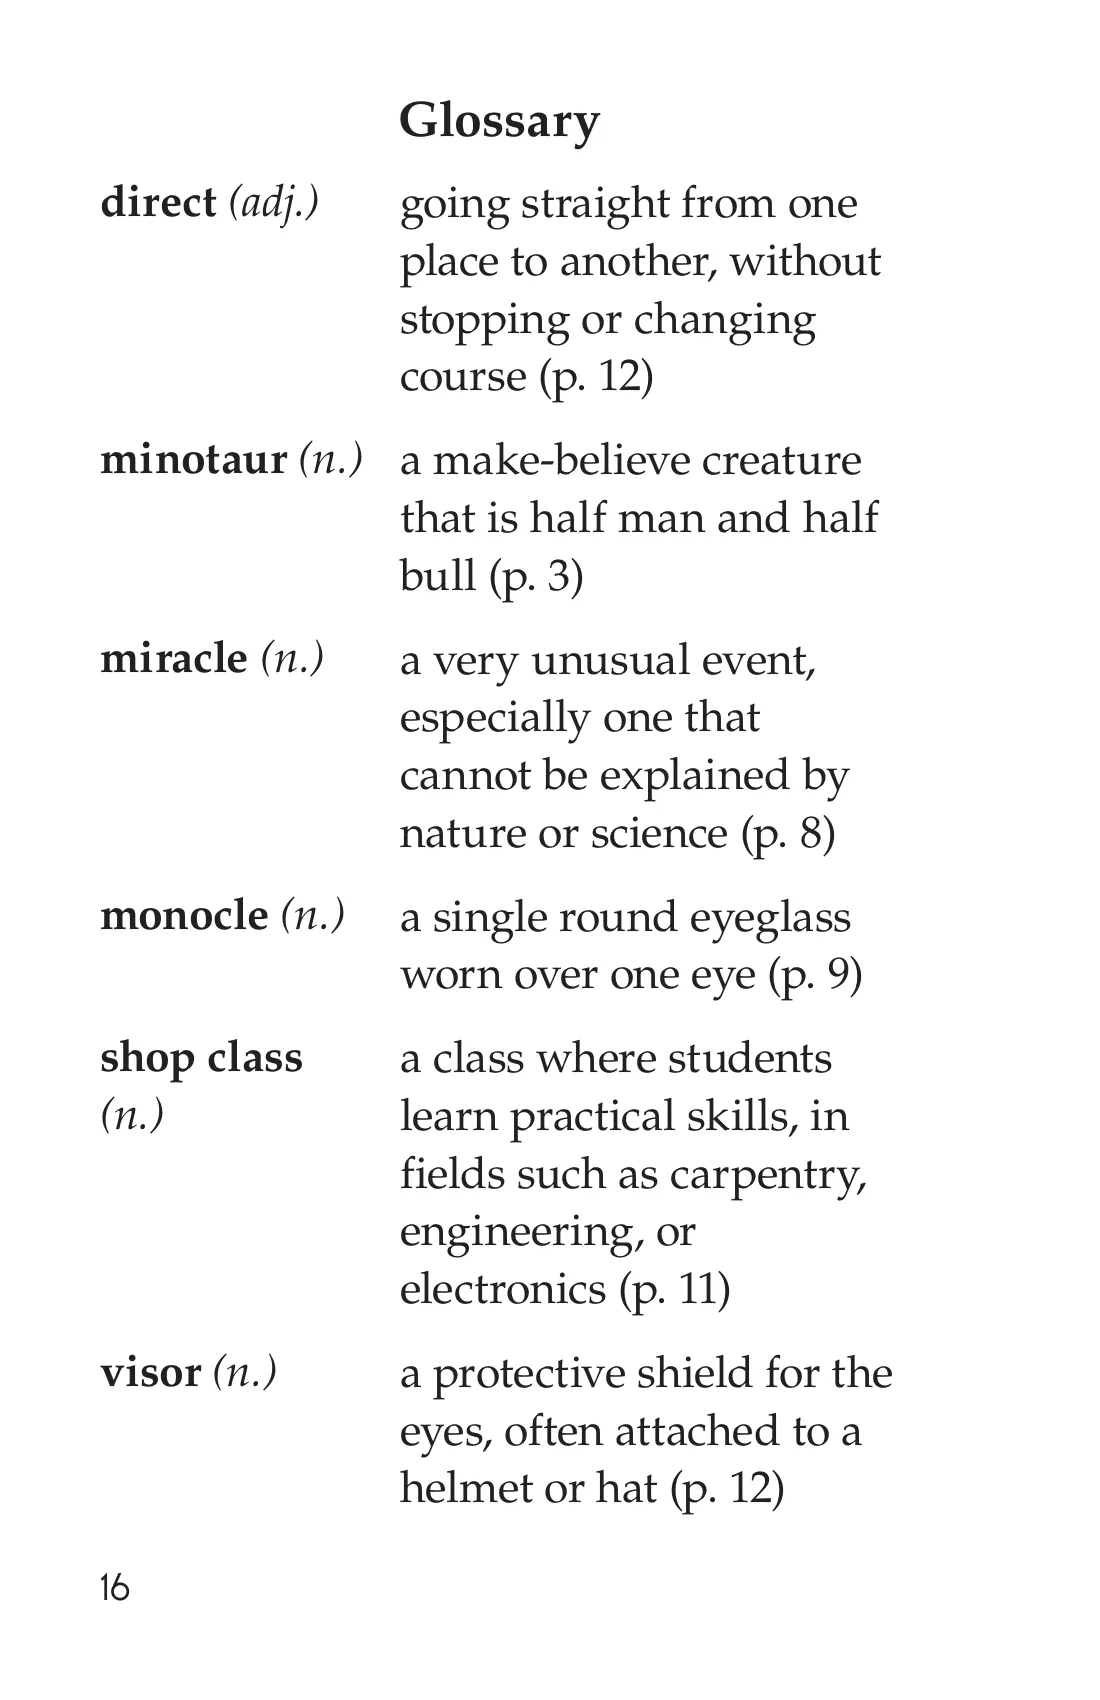 Glossary
direct (adj.) going straight from one
place to another, without
stopping or changing
course (p. 12)
minotaur (n.) a make-believe creature
that is half man and half
bull (p. 3)
miracle (n.) a very unusual event,
especially one that
cannot be explained by
nature or science (p. 8)
monocle (n.) a single round eyeglass
worn over one eye (p. 9)
shop class a class where students
(n.) learn practical skills, in
fields such as carpentry,
engineering, or
electronics (p. 11)
visor (n.) a protective shield for the
eyes, often attached to a
helmet or hat (p. 12)
16